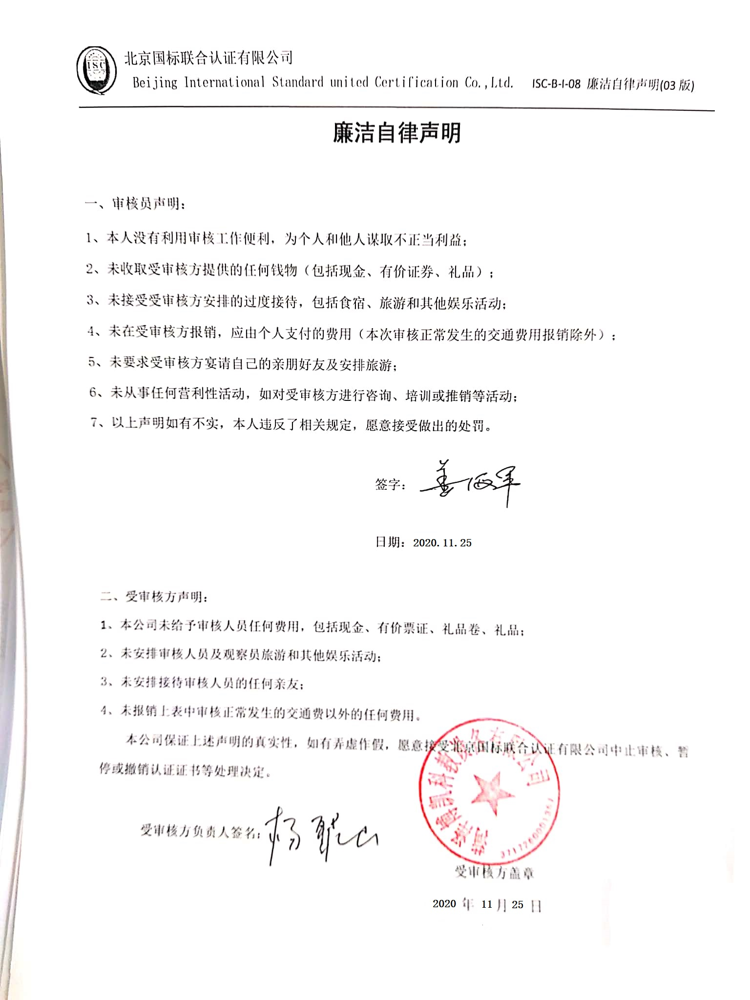 ISC
北京国标联合认证有限公司
Beijing International Standard united Certification Co.,Ltd. ISC-B-I-08 廉洁自律声明(03 版)
廉洁自律声明
一、审核员声明：
1、本人没有利用审核工作便利，为个人和他人谋取不正当利益；
2、未收取受审核方提供的任何钱物（包括现金、有价证券、礼品）；
3、未接受受审核方安排的过度接待，包括食宿、旅游和其他娱乐活动；
4、未在受审核方报销，应由个人支付的费用（本次审核正常发生的交通费用报销除外）；
5、未要求受审核方宴请自己的亲朋好友及安排旅游；
6、未从事任何营利性活动，如对受审核方进行咨询、培训或推销等活动；
7、以上声明如有不实，本人违反了相关规定，愿意接受做出的处罚。
签字： 姜海军
日期：2020.11.25
二、受审核方声明：
1、本公司未给予审核人员任何费用，包括现金、有价票证、礼品卷、礼品；
2、未安排审核人员及观察员旅游和其他娱乐活动；
3、未安排接待审核人员的任何亲友；
4、未报销上表中审核正常发生的交通费以外的任何费用。
本公司保证上述声明的真实性，如有弄虚作假，愿意接受北京国标联合认证有限公司中止审核、暂
停或撤销认证证书等处理决定。
菏泽 凯科教 有限公司
受审核方负责人签名：杨
受审核方盖章
2020 年 11 月 25 日